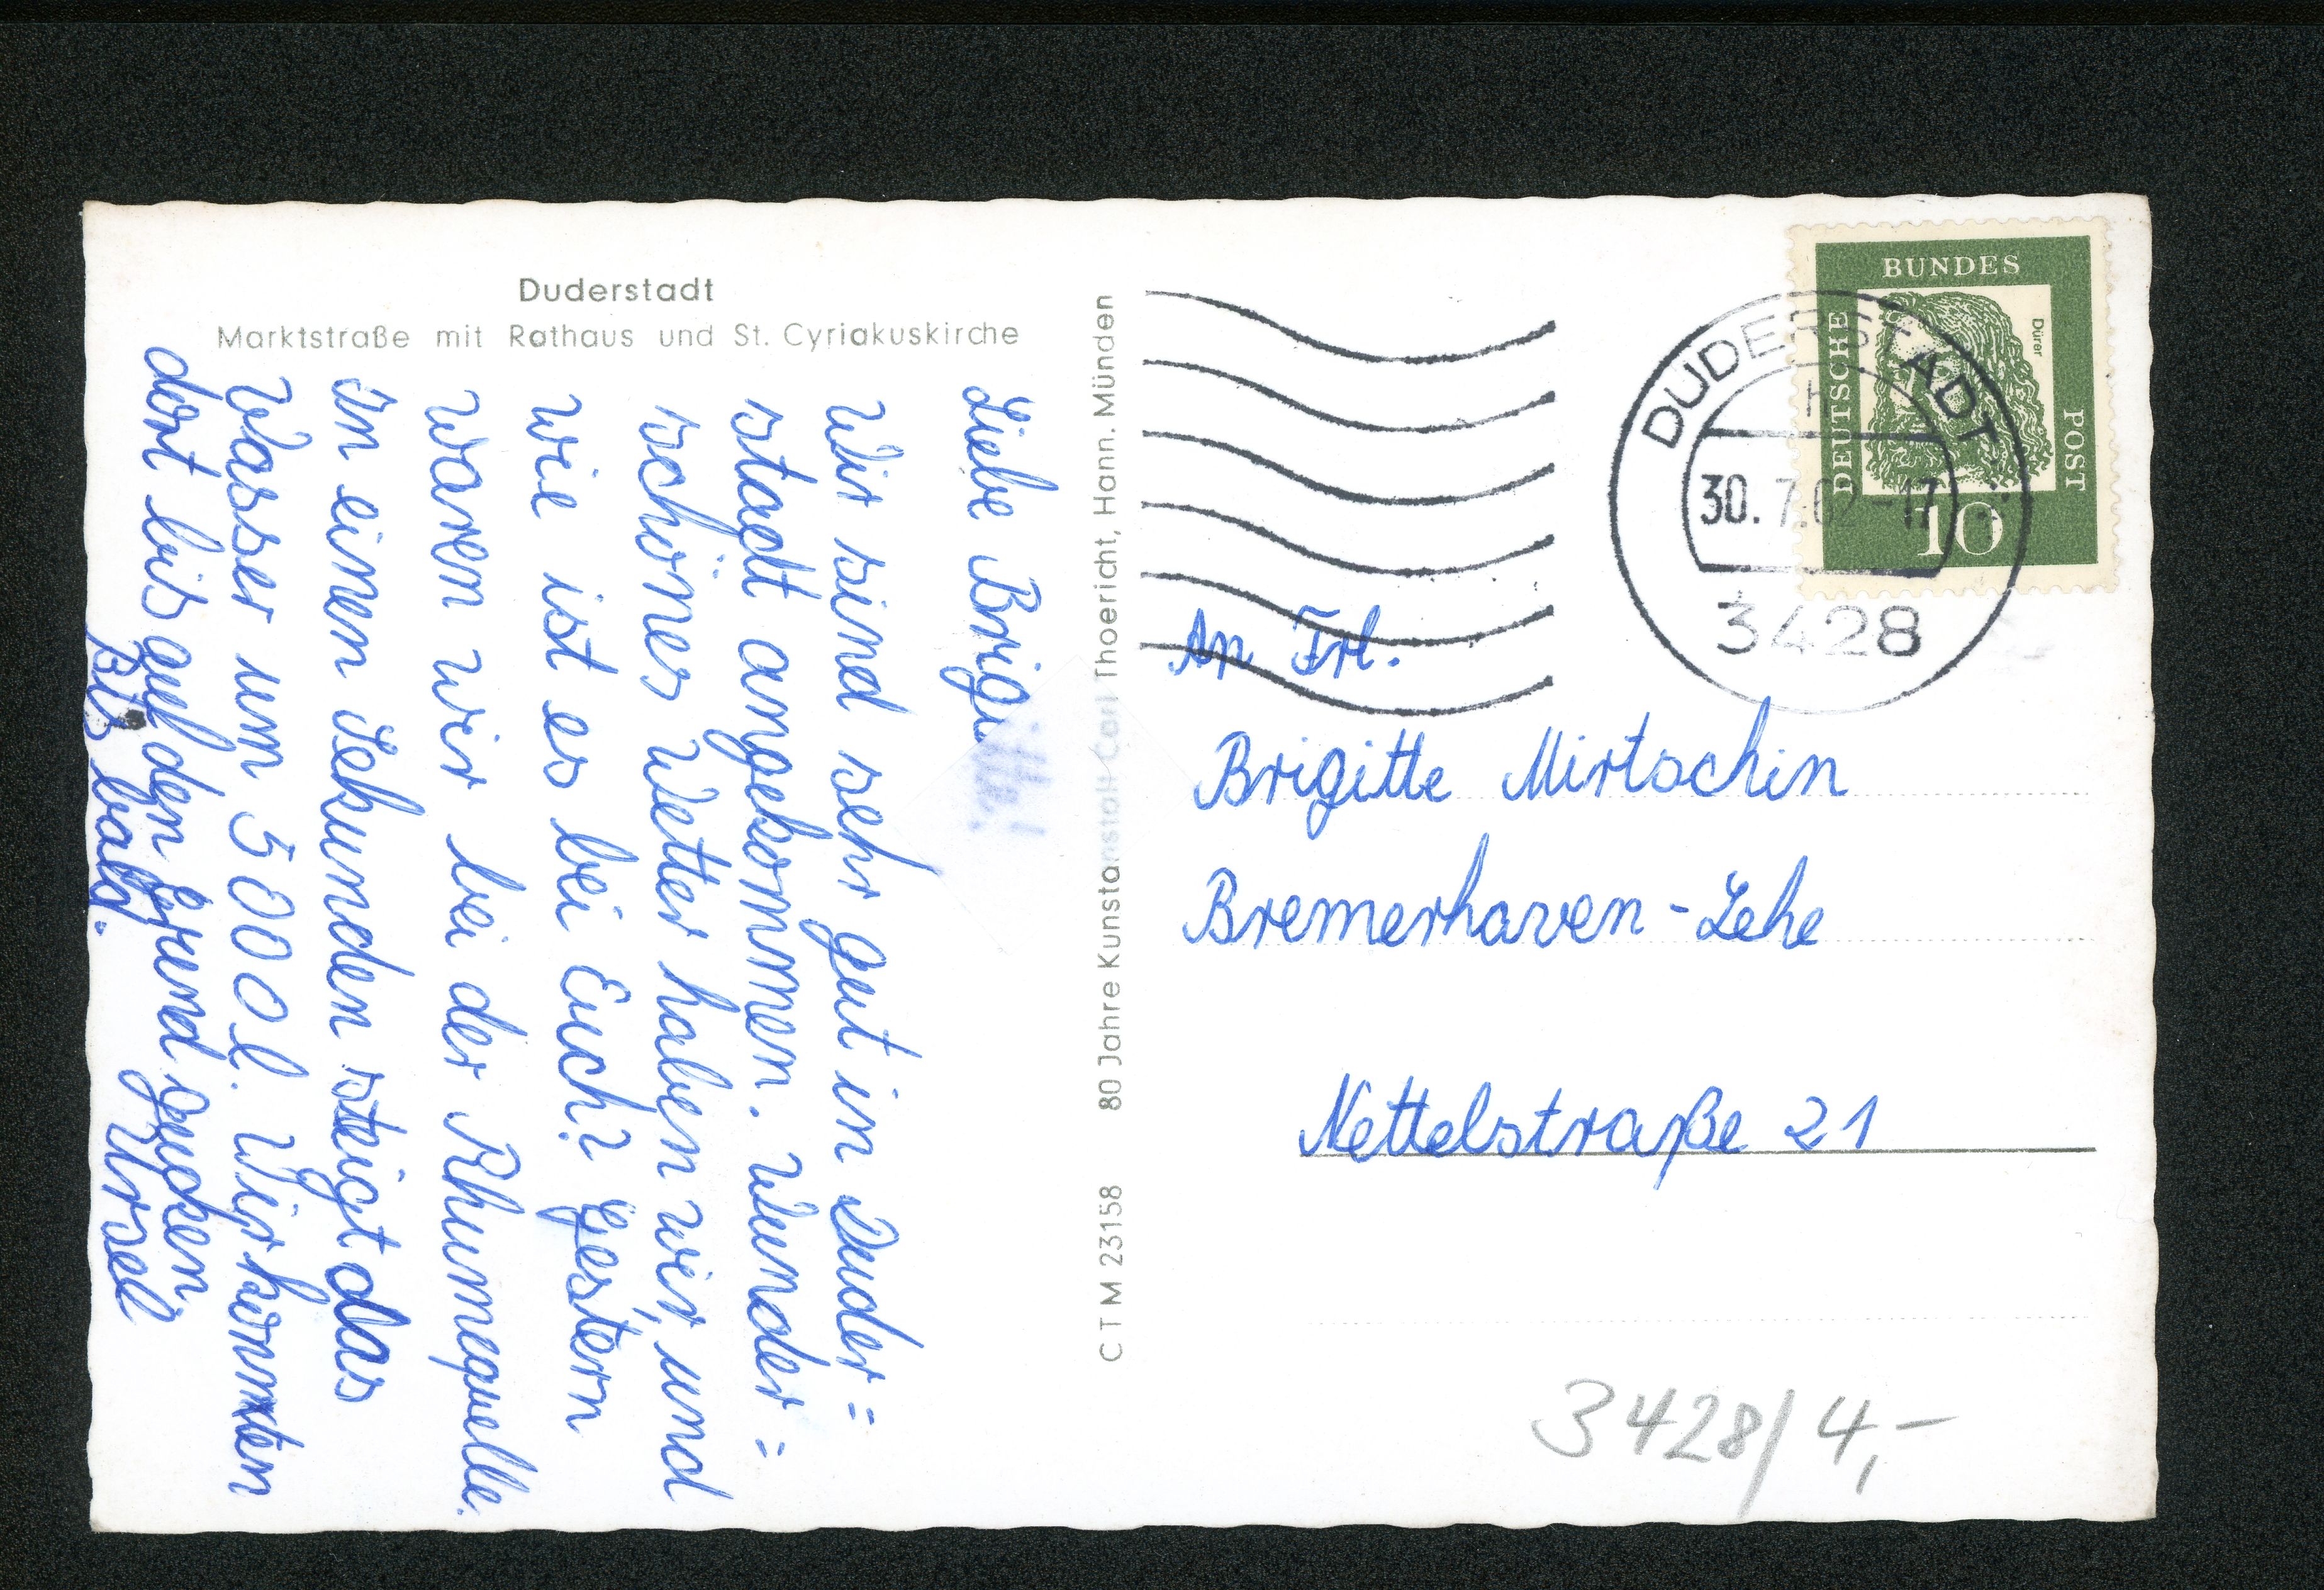 Duderstadt
Marktstraße mit Rathaus und St. Cyriakuskirche
Liebe
Wir sind sehr gut in Duder=
stadt angekommen. Wunder=
schönes Wetter haben wir, und
wie ist es bei Euch? Gestern
waren wir bei der Rhumequelle.
In einen Sekunden steigt das
Wasser um 5000l. Wir konnten
dort bis auf den Grund gucken
Bis bald.
Ursel
80 Jahre Kunstanstalt Carl Thoericht, Hann. Münden
C T M 23158
BUNDES
DEUTSCHE
POST
Dürer
10
DUDERSTADT
h
30.7.62-17
3428
An Frl.
Brigitte Mirtschin
Bremerhaven-Lehe
Nettelstraße 21
3428/4,-